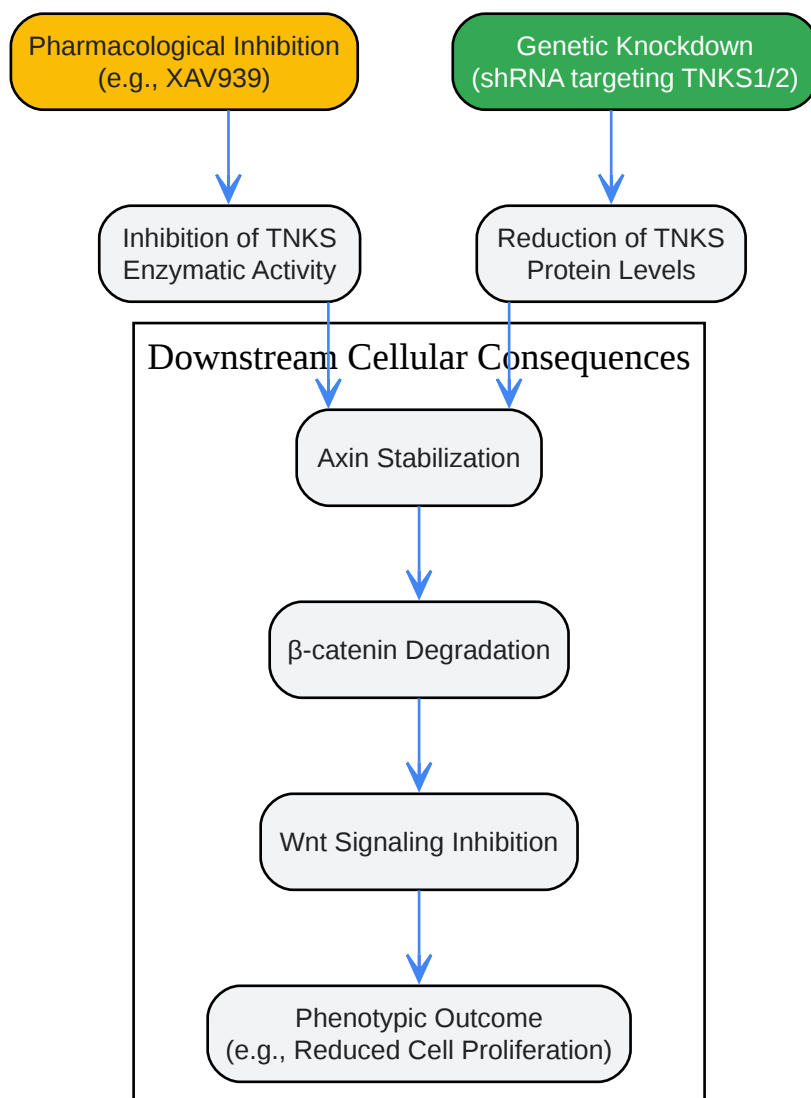 Pharmacological Inhibition
(e.g., XAV939)
Genetic Knockdown
(shRNA targeting TNKS1/2)
Inhibition of TNKS
Enzymatic Activity
Reduction of TNKS
Protein Levels
Downstream Cellular Consequences
Axin Stabilization
β-catenin Degradation
Wnt Signaling Inhibition
Phenotypic Outcome
(e.g., Reduced Cell Proliferation)